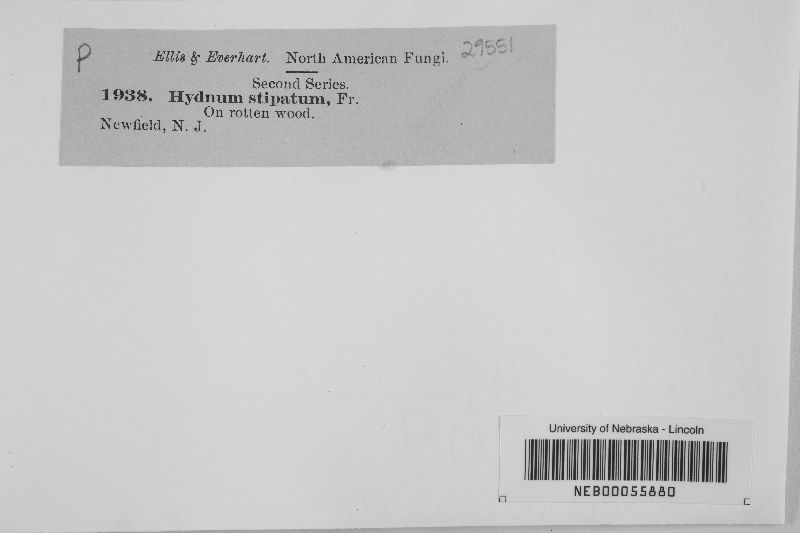 P
Ellis & Everhart. North American Fungi.
29551
Second Series.
1938. Hydnum stipatum, Fr.
On rotten wood.
Newfield, N. J.
University of Nebraska - Lincoln
NEB00055880